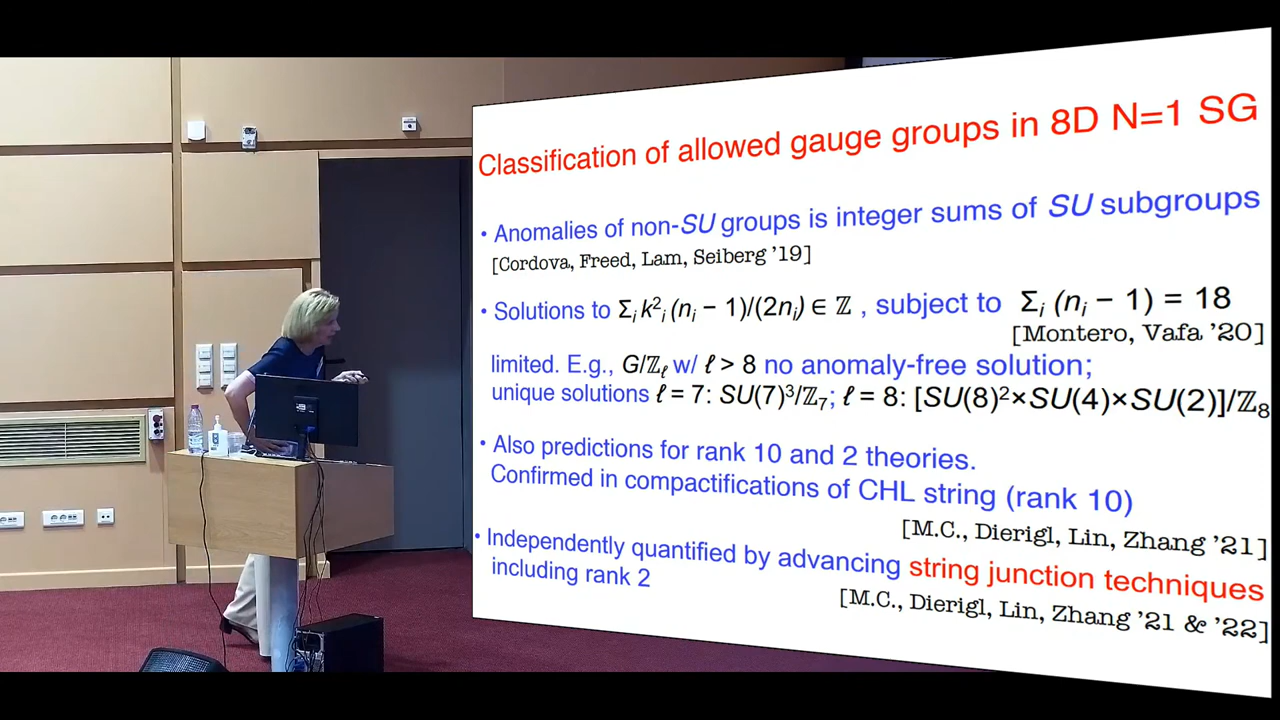 Classification of allowed gauge groups in 8D N=1 SG
• Anomalies of non-SU groups is integer sums of SU subgroups
[Cordova, Freed, Lam, Seiberg '19]
• Solutions to Σᵢ k²ᵢ (nᵢ − 1)/(2nᵢ) ∈ ℤ , subject to Σᵢ (nᵢ − 1) = 18
[Montero, Vafa '20]
limited. E.g., G/ℤ_ℓ w/ ℓ > 8 no anomaly-free solution;
unique solutions ℓ = 7: SU(7)³/ℤ₇; ℓ = 8: [SU(8)²×SU(4)×SU(2)]/ℤ₈
• Also predictions for rank 10 and 2 theories.
Confirmed in compactifications of CHL string (rank 10)
[M.C., Dierigl, Lin, Zhang '21]
• Independently quantified by advancing string junction techniques
including rank 2
[M.C., Dierigl, Lin, Zhang '21 & '22]